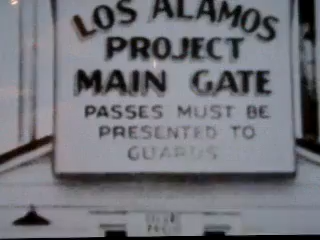 LOS ALAMOS
PROJECT
MAIN GATE
PASSES MUST BE
PRESENTED TO
GUARDS